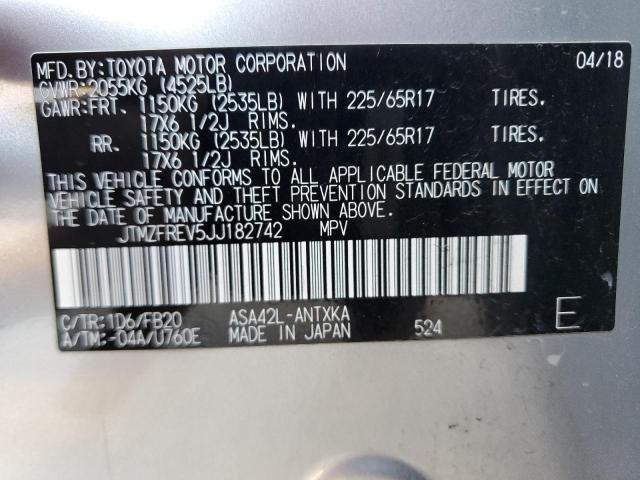 MFD.BY:TOYOTA MOTOR CORPORATION 04/18
GVWR:2055KG (4525LB)
GAWR:FRT. 1150KG (2535LB) WITH 225/65R17 TIRES.
17X6 1/2J RIMS.
RR. 1150KG (2535LB) WITH 225/65R17 TIRES.
17X6 1/2J RIMS.
THIS VEHICLE CONFORMS TO ALL APPLICABLE FEDERAL MOTOR
VEHICLE SAFETY AND THEFT PREVENTION STANDARDS IN EFFECT ON
THE DATE OF MANUFACTURE SHOWN ABOVE.
JTMZFREV5JJ182742 MPV
C/TR:1D6/FB20 ASA42L-ANTXKA
A/TM:-04A/U760E MADE IN JAPAN 524 E